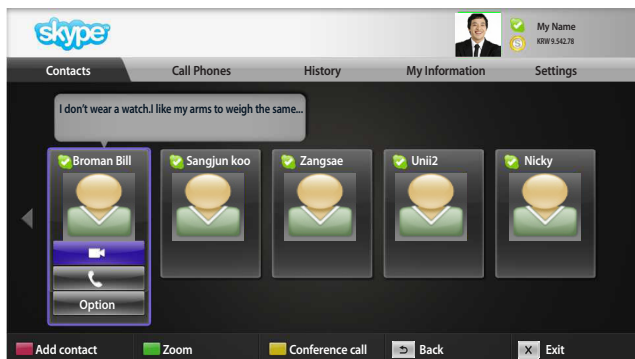 skype
My Name
KRW 9.542.78
Contacts Call Phones History My Information Settings
I don't wear a watch.I like my arms to weigh the same...
Broman Bill Sangjun koo Zangsae Unii2 Nicky
Option
Add contact Zoom Conference call Back X Exit